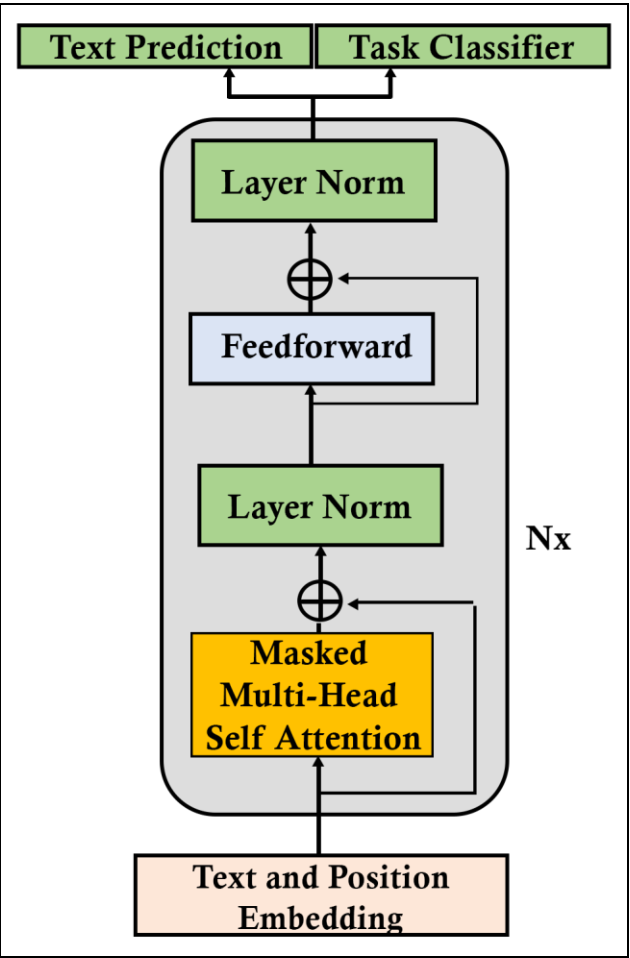 Text Prediction
Task Classifier
Layer Norm
Feedforward
Layer Norm
Nx
Masked
Multi-Head
Self Attention
Text and Position
Embedding